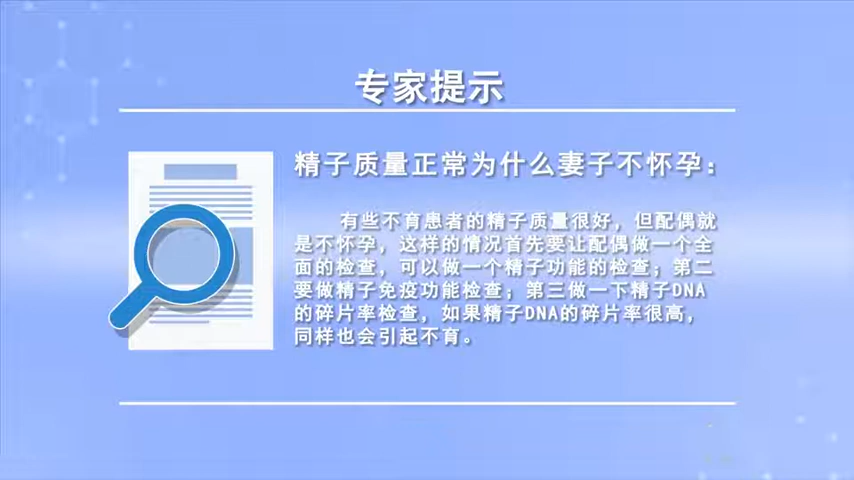 专家提示
精子质量正常为什么妻子不怀孕：
有些不育患者的精子质量很好，但配偶就
是不怀孕，这样的情况首先要让配偶做一个全
面的检查，可以做一个精子功能的检查；第二
要做精子免疫功能检查；第三做一下精子DNA
的碎片率检查，如果精子DNA的碎片率很高，
同样也会引起不育。